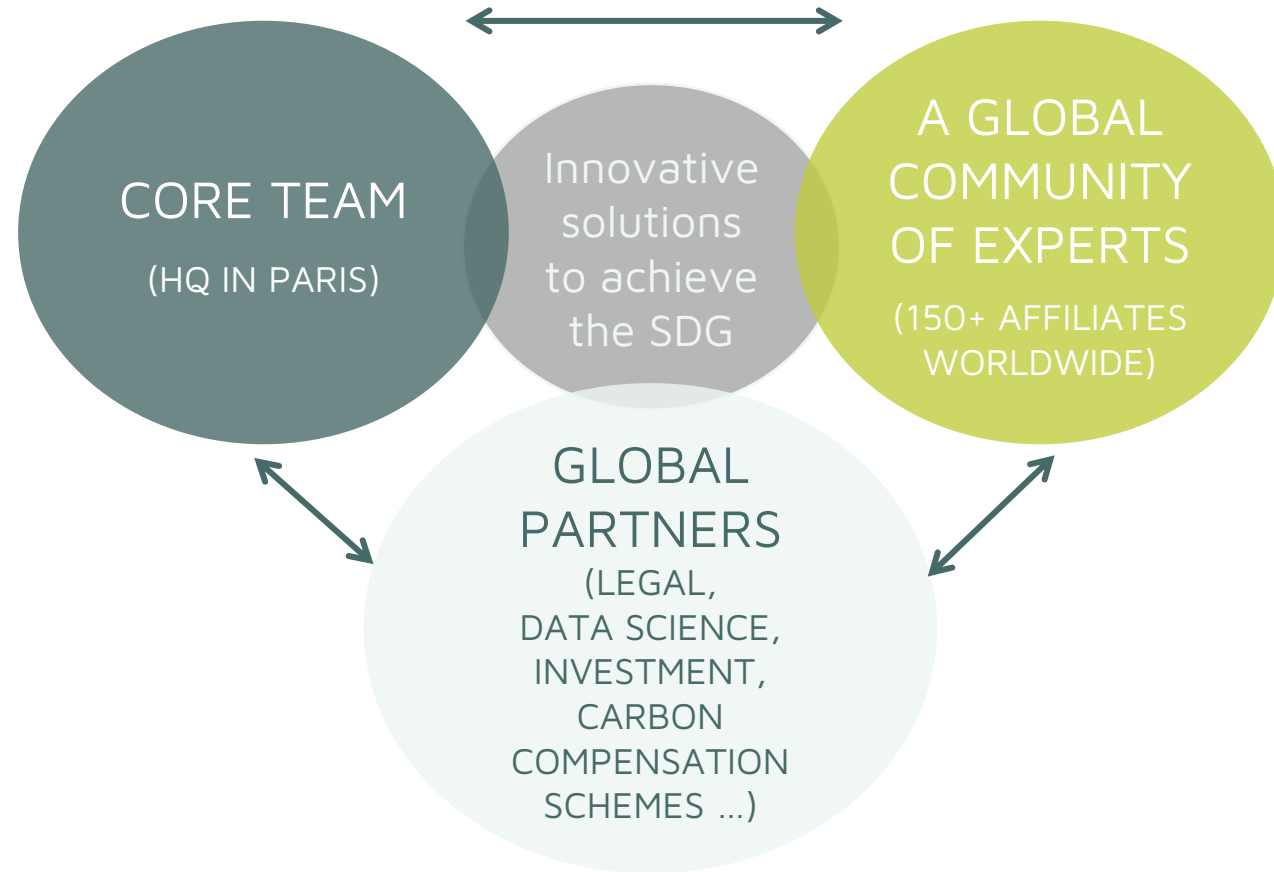 CORE TEAM
(HQ IN PARIS)
Innovative
solutions
to achieve
the SDG
A GLOBAL
COMMUNITY
OF EXPERTS
(150+ AFFILIATES
WORLDWIDE)
GLOBAL
PARTNERS
(LEGAL,
DATA SCIENCE,
INVESTMENT,
CARBON
COMPENSATION
SCHEMES ...)